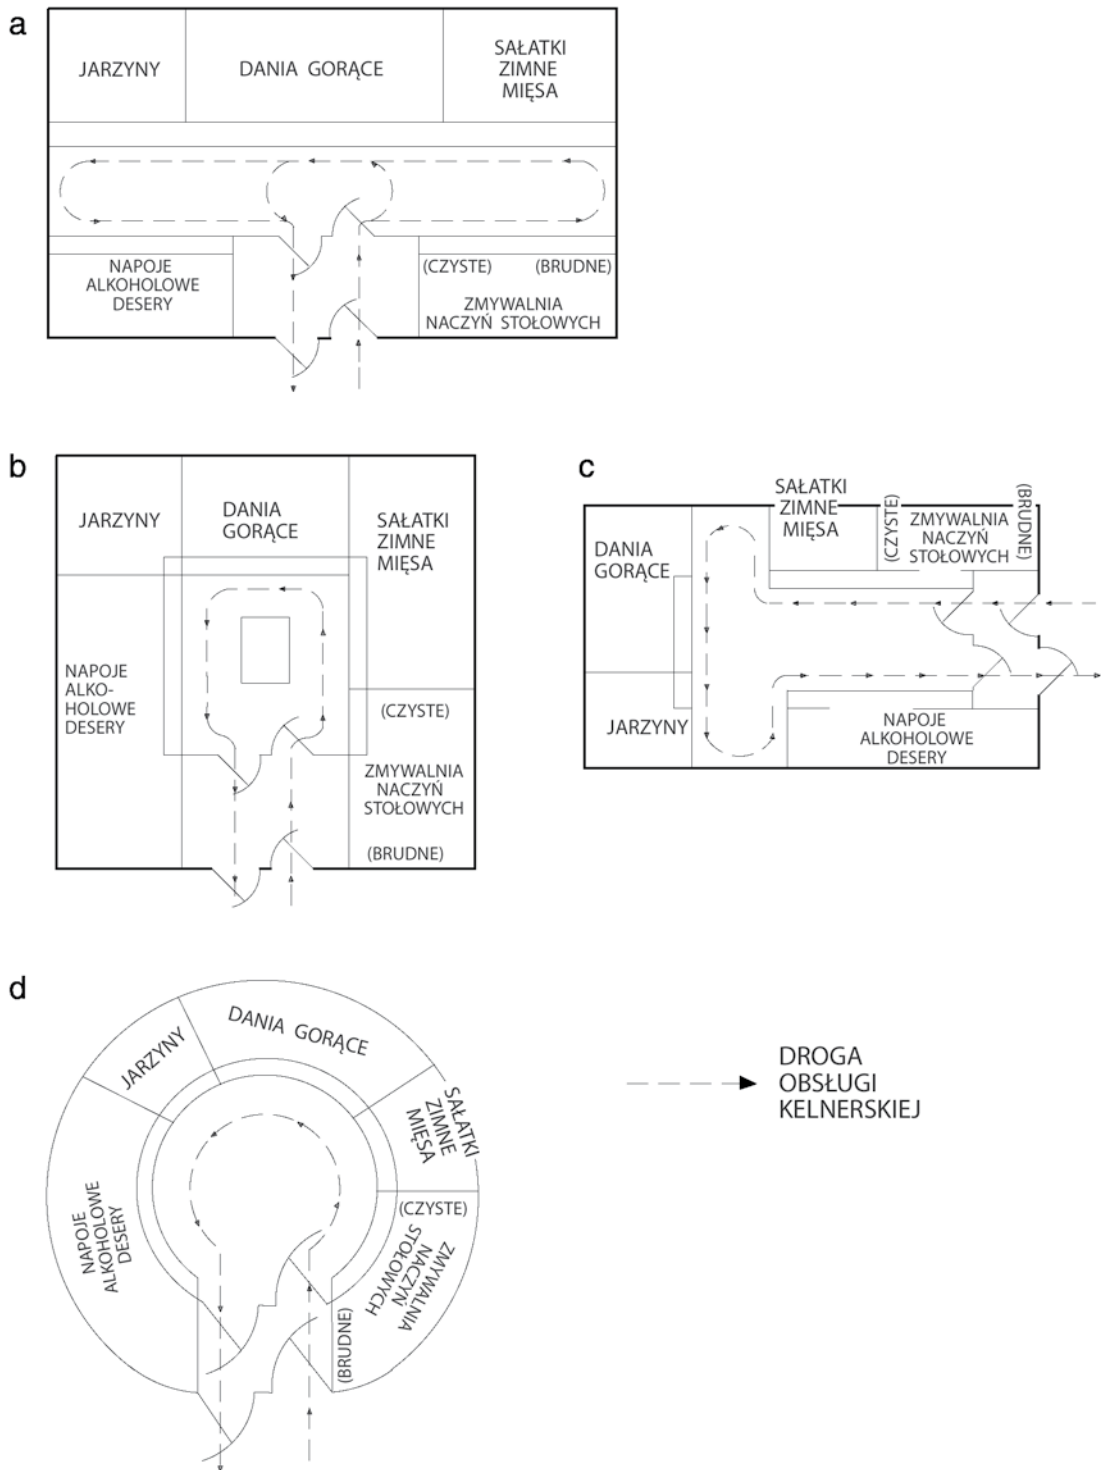 a
JARZYNY
DANIA GORĄCE
SAŁATKI
ZIMNE
MIĘSA
NAPOJE
ALKOHOLOWE
DESERY
(CZYSTE)
(BRUDNE)
ZMYWALNIA
NACZYŃ STOŁOWYCH
b
JARZYNY
DANIA
GORĄCE
SAŁATKI
ZIMNE
MIĘSA
NAPOJE
ALKO-
HOLOWE
DESERY
(CZYSTE)
ZMYWALNIA
NACZYŃ
STOŁOWYCH
(BRUDNE)
c
DANIA
GORĄCE
SAŁATKI
ZIMNE
MIĘSA
(CZYSTE)
ZMYWALNIA
NACZYŃ
STOŁOWYCH
(BRUDNE)
JARZYNY
NAPOJE
ALKOHOLOWE
DESERY
d
JARZYNY
DANIA GORĄCE
SAŁATKI
ZIMNE
MIĘSA
NAPOJE
ALKOHOLOWE
DESERY
(CZYSTE)
ZMYWALNIA
NACZYŃ
STOŁOWYCH
(BRUDNE)
DROGA
OBSŁUGI
KELNERSKIEJ